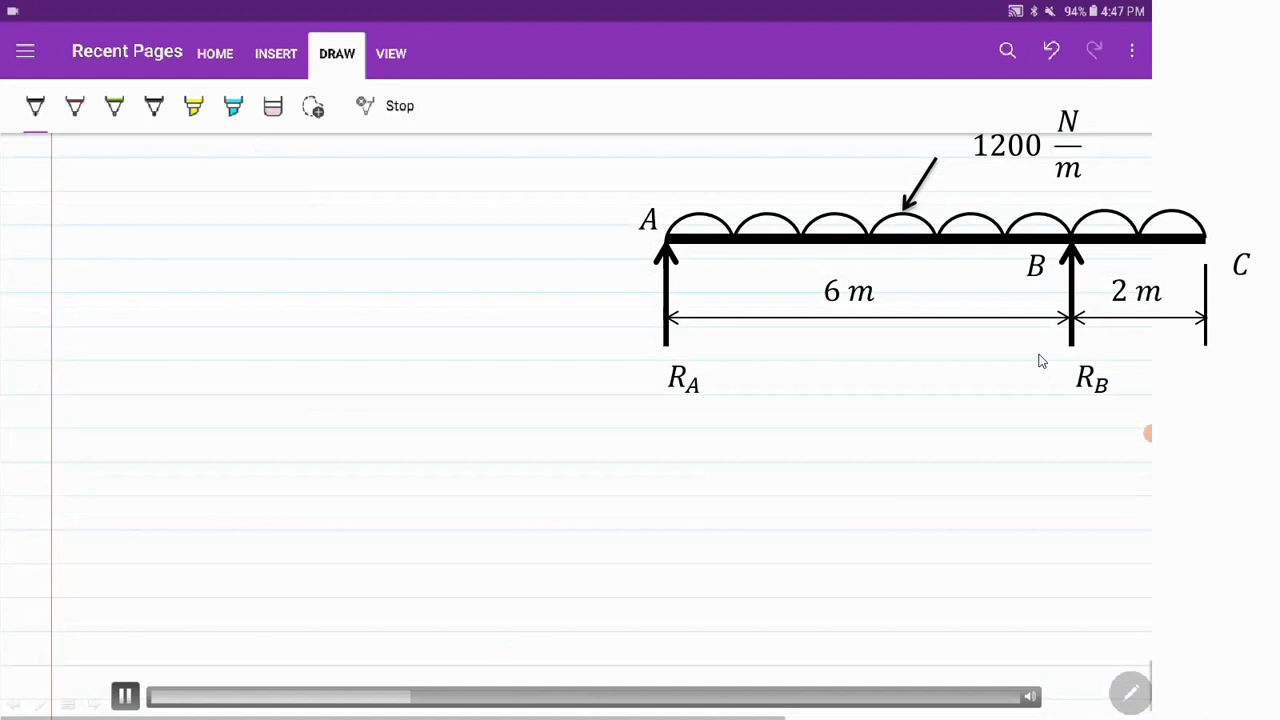 94% 4:47 PM
Recent Pages HOME INSERT DRAW VIEW
Stop
1200 N/m
A
B
C
6 m
2 m
R_A
R_B